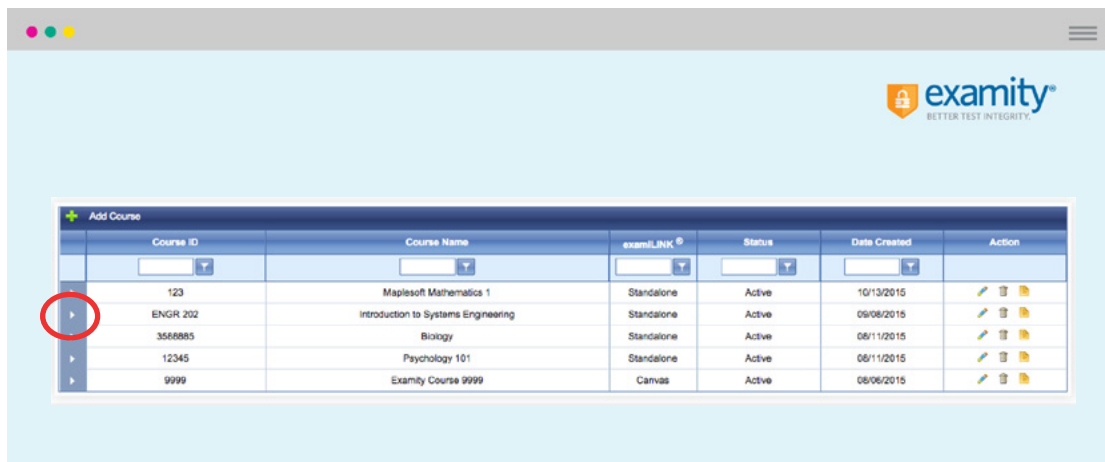 examity®
BETTER TEST INTEGRITY.
Add Course
Course ID Course Name examiLINK® Status Date Created Action
123 Maplesoft Mathematics 1 Standalone Active 10/13/2015
ENGR 202 Introduction to Systems Engineering Standalone Active 09/08/2015
3568885 Biology Standalone Active 08/11/2015
12345 Psychology 101 Standalone Active 08/11/2015
9999 Examity Course 9999 Canvas Active 08/06/2015